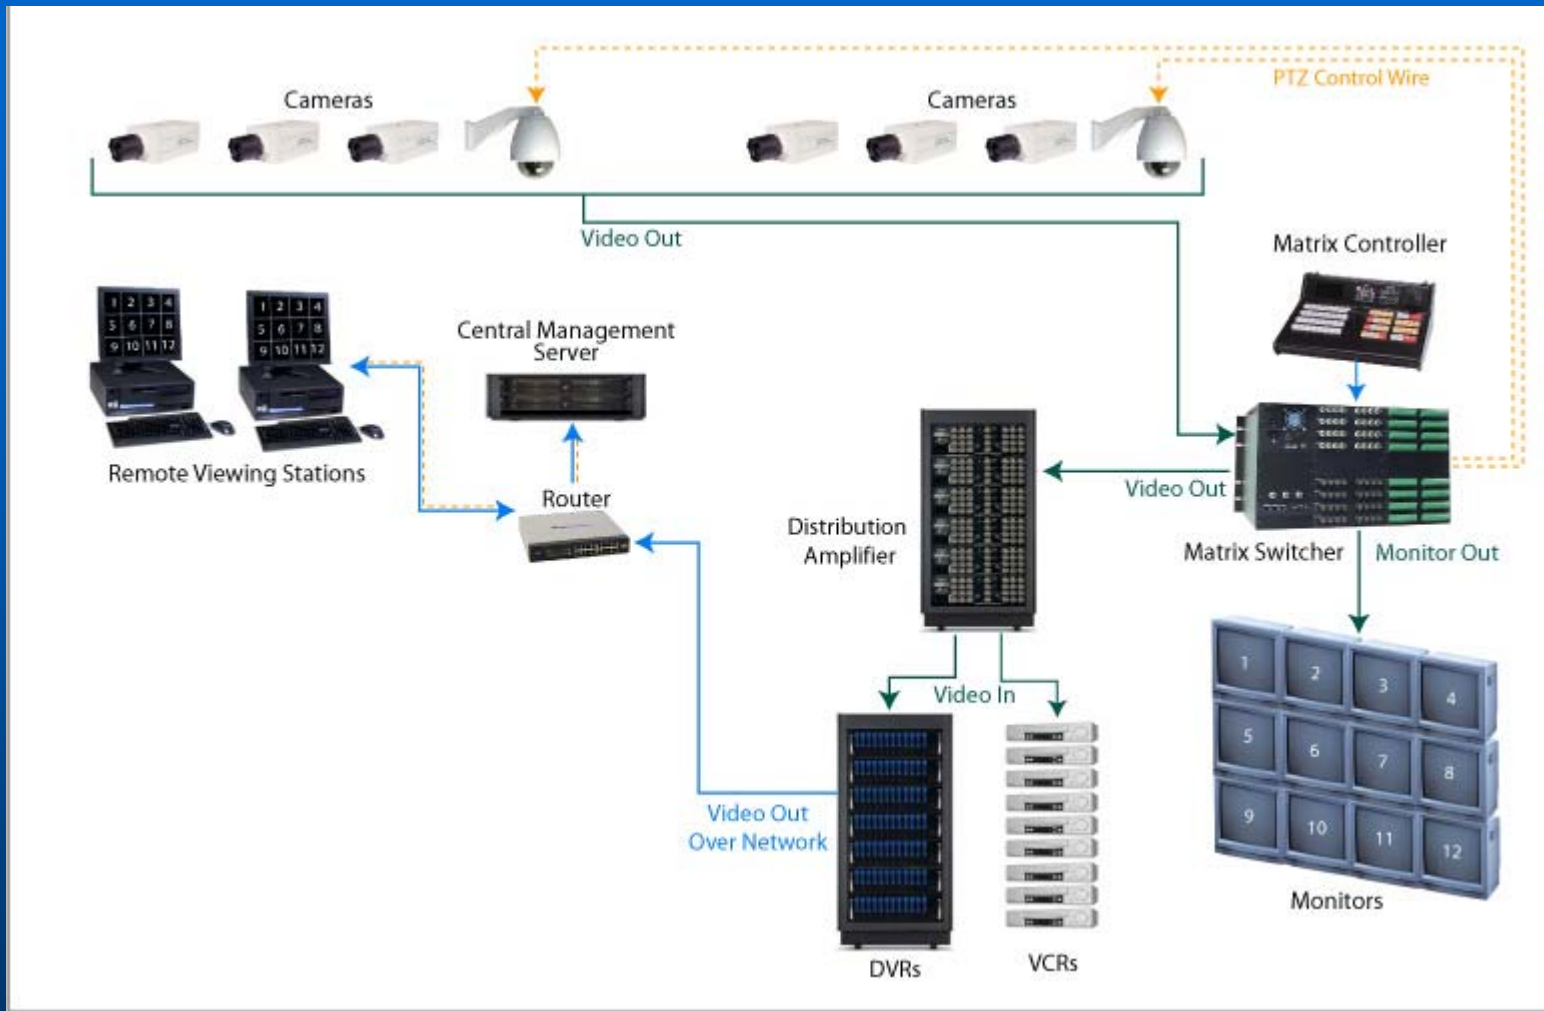 PTZ Control Wire
Cameras
Cameras
Video Out
Matrix Controller
1 2 3 4
5 6 7 8
9 10 11 12
1 2 3 4
5 6 7 8
9 10 11 12
Central Management
Server
Remote Viewing Stations
Router
Video Out
Distribution
Amplifier
Matrix Switcher
Monitor Out
Video In
1 2 3 4
5 6 7 8
9 10 11 12
Video Out
Over Network
Monitors
DVRs
VCRs